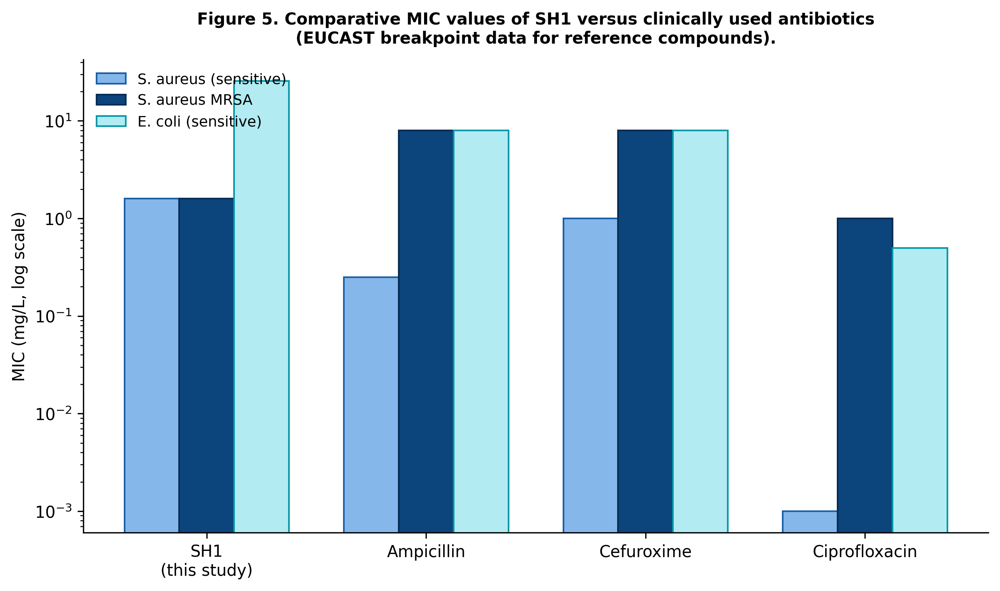 Figure 5. Comparative MIC values of SH1 versus clinically used antibiotics
(EUCAST breakpoint data for reference compounds).
S. aureus (sensitive)
S. aureus MRSA
E. coli (sensitive)
MIC (mg/L, log scale)
10¹
10⁰
10⁻¹
10⁻²
10⁻³
SH1
(this study)
Ampicillin
Cefuroxime
Ciprofloxacin